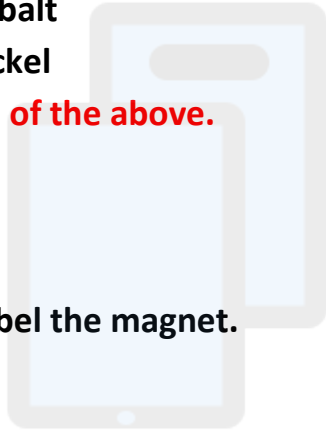 balt
ckel
of the above.
bel the magnet.